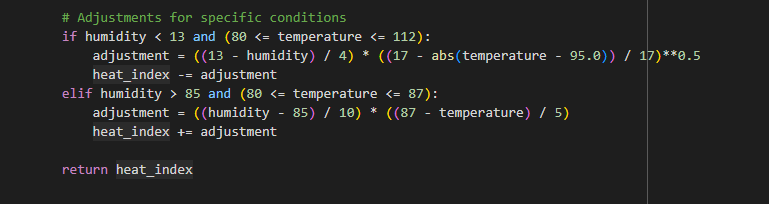 # Adjustments for specific conditions
if humidity < 13 and (80 <= temperature <= 112):
adjustment = ((13 - humidity) / 4) * ((17 - abs(temperature - 95.0)) / 17)**0.5
heat_index -= adjustment
elif humidity > 85 and (80 <= temperature <= 87):
adjustment = ((humidity - 85) / 10) * ((87 - temperature) / 5)
heat_index += adjustment
return heat_index